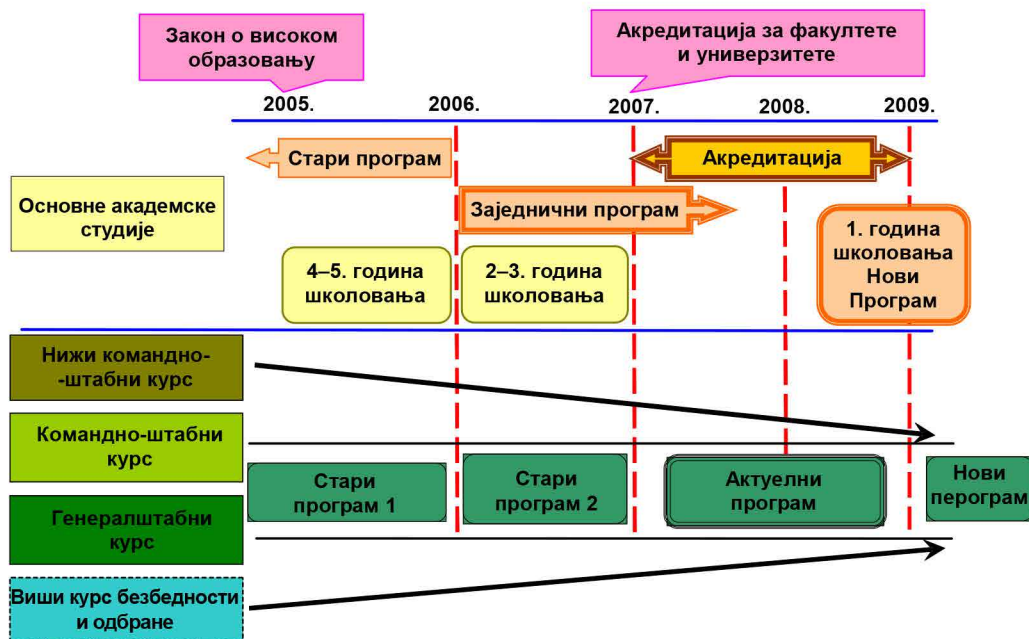 Закон о високом
образовању
Акредитација за факултете
и универзитете
2005.
2006.
2007.
2008.
2009.
Стари програм
Акредитација
Основне академске
студије
Заједнични програм
4–5. година
школовања
2–3. година
школовања
1. година
школовања
Нови
Програм
Нижи командно-
-штабни курс
Командно-штабни
курс
Стари
програм 1
Стари
програм 2
Актуелни
програм
Нови
перограм
Генералштабни
курс
Виши курс безбедности
и одбране